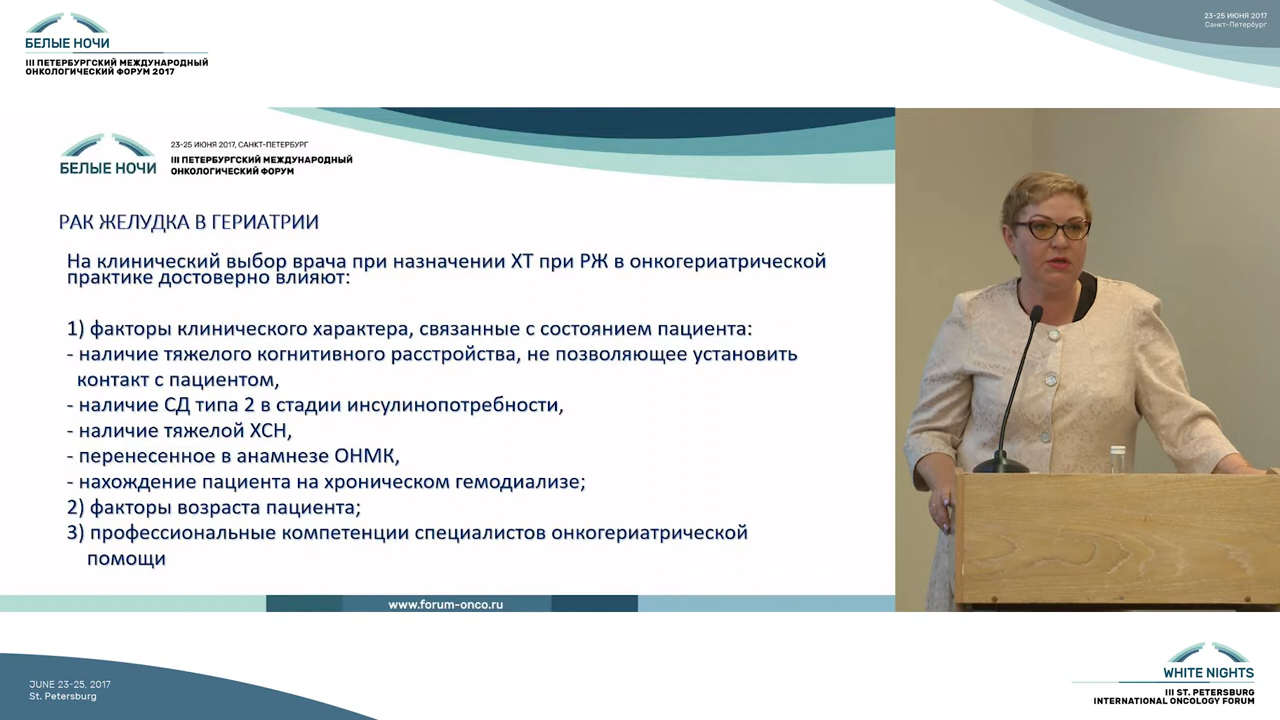 БЕЛЫЕ НОЧИ
III ПЕТЕРБУРГСКИЙ МЕЖДУНАРОДНЫЙ
ОНКОЛОГИЧЕСКИЙ ФОРУМ 2017
23-25 ИЮНЯ 2017
Санкт-Петербург
БЕЛЫЕ НОЧИ
23-25 ИЮНЯ 2017, САНКТ-ПЕТЕРБУРГ
III ПЕТЕРБУРГСКИЙ МЕЖДУНАРОДНЫЙ
ОНКОЛОГИЧЕСКИЙ ФОРУМ
РАК ЖЕЛУДКА В ГЕРИАТРИИ
На клинический выбор врача при назначении ХТ при РЖ в онкогериатрической
практике достоверно влияют:
1) факторы клинического характера, связанные с состоянием пациента:
- наличие тяжелого когнитивного расстройства, не позволяющее установить
контакт с пациентом,
- наличие СД типа 2 в стадии инсулинопотребности,
- наличие тяжелой ХСН,
- перенесенное в анамнезе ОНМК,
- нахождение пациента на хроническом гемодиализе;
2) факторы возраста пациента;
3) профессиональные компетенции специалистов онкогериатрической
помощи
www.forum-onco.ru
JUNE 23-25, 2017
St. Petersburg
WHITE NIGHTS
III ST. PETERSBURG
INTERNATIONAL ONCOLOGY FORUM